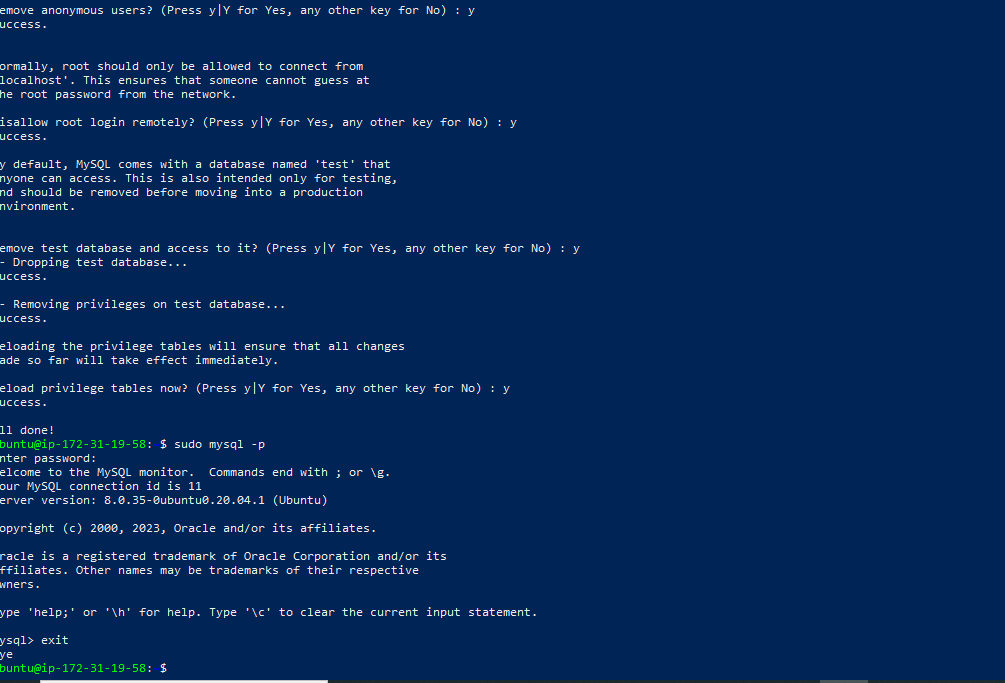 emove anonymous users? (Press y|Y for Yes, any other key for No) : y
uccess.
ormally, root should only be allowed to connect from
localhost'. This ensures that someone cannot guess at
he root password from the network.
isallow root login remotely? (Press y|Y for Yes, any other key for No) : y
uccess.
y default, MySQL comes with a database named 'test' that
nyone can access. This is also intended only for testing,
nd should be removed before moving into a production
nvironment.
emove test database and access to it? (Press y|Y for Yes, any other key for No) : y
- Dropping test database...
uccess.
- Removing privileges on test database...
uccess.
eloading the privilege tables will ensure that all changes
ade so far will take effect immediately.
eload privilege tables now? (Press y|Y for Yes, any other key for No) : y
uccess.
ll done!
buntu@ip-172-31-19-58: $ sudo mysql -p
nter password:
elcome to the MySQL monitor.  Commands end with ; or \g.
our MySQL connection id is 11
erver version: 8.0.35-0ubuntu0.20.04.1 (Ubuntu)
opyright (c) 2000, 2023, Oracle and/or its affiliates.
racle is a registered trademark of Oracle Corporation and/or its
ffiliates. Other names may be trademarks of their respective
wners.
ype 'help;' or '\h' for help. Type '\c' to clear the current input statement.
ysql> exit
ye
buntu@ip-172-31-19-58: $